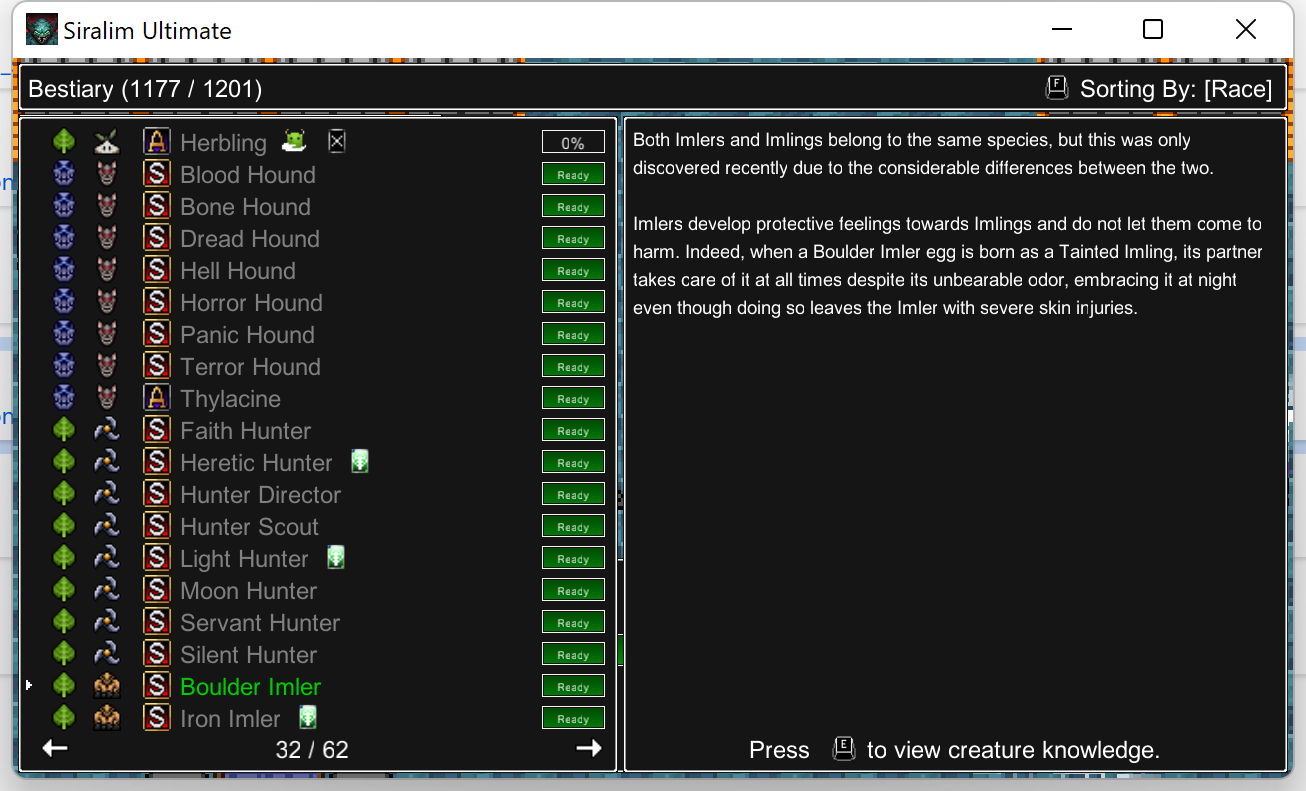 Siralim Ultimate
Bestiary (1177 / 1201)
F
Sorting By: [Race]
A Herbling 0%
S Blood Hound Ready
S Bone Hound Ready
S Dread Hound Ready
S Hell Hound Ready
S Horror Hound Ready
S Panic Hound Ready
S Terror Hound Ready
A Thylacine Ready
S Faith Hunter Ready
S Heretic Hunter Ready
S Hunter Director Ready
S Hunter Scout Ready
S Light Hunter Ready
S Moon Hunter Ready
S Servant Hunter Ready
S Silent Hunter Ready
S Boulder Imler Ready
S Iron Imler Ready
32 / 62
Both Imlers and Imlings belong to the same species, but this was only
discovered recently due to the considerable differences between the two.
Imlers develop protective feelings towards Imlings and do not let them come to
harm. Indeed, when a Boulder Imler egg is born as a Tainted Imling, its partner
takes care of it at all times despite its unbearable odor, embracing it at night
even though doing so leaves the Imler with severe skin injuries.
Press E to view creature knowledge.